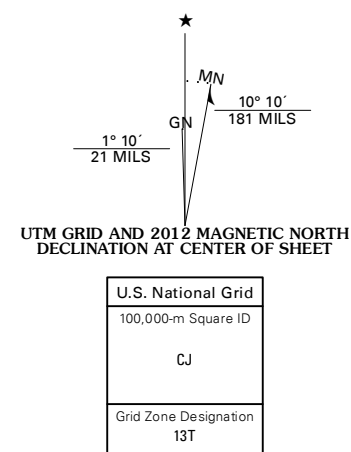 ★
MN
GN
1° 10´
21 MILS
10° 10´
181 MILS
UTM GRID AND 2012 MAGNETIC NORTH
DECLINATION AT CENTER OF SHEET
U.S. National Grid
100,000-m Square ID
CJ
Grid Zone Designation
13T